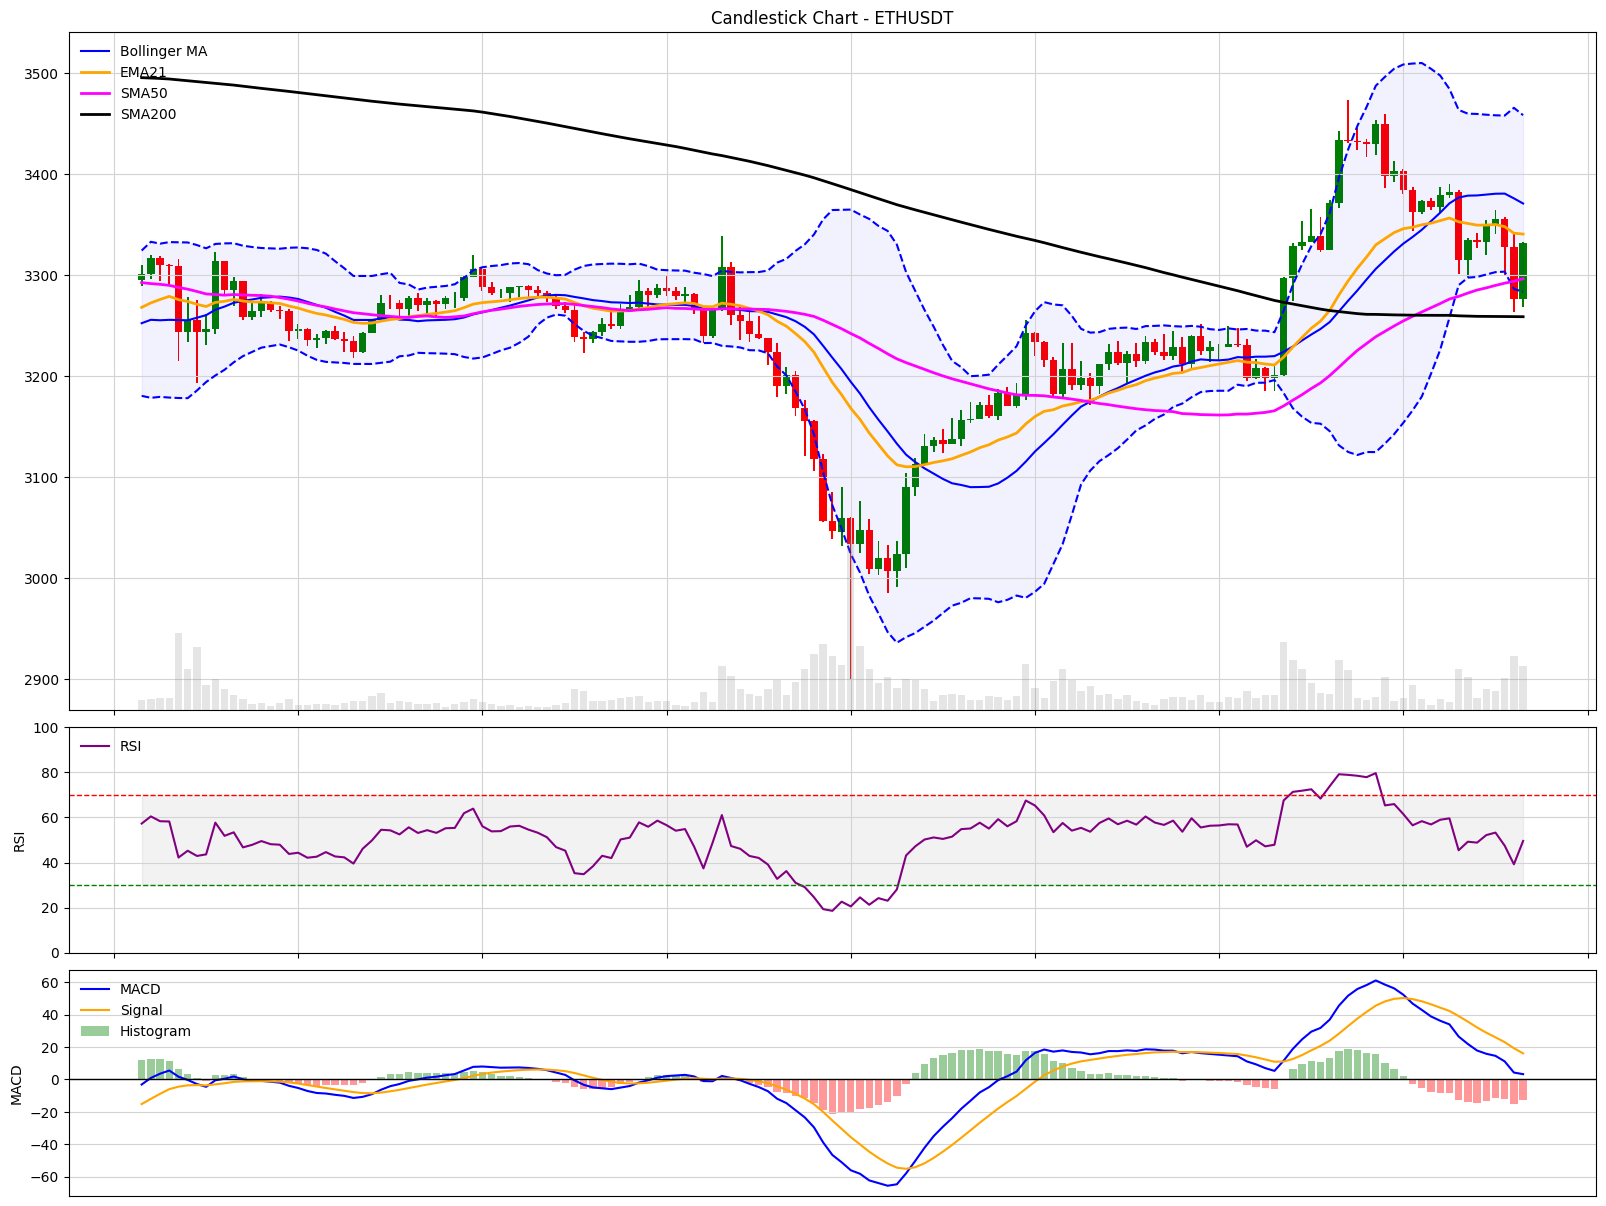 Candlestick Chart - ETHUSDT
Bollinger MA
EMA21
SMA50
SMA200
3500
3400
3300
3200
3100
3000
2900
RSI
100
80
60
40
20
0
RSI
MACD
Signal
Histogram
60
40
20
0
−20
−40
−60
MACD